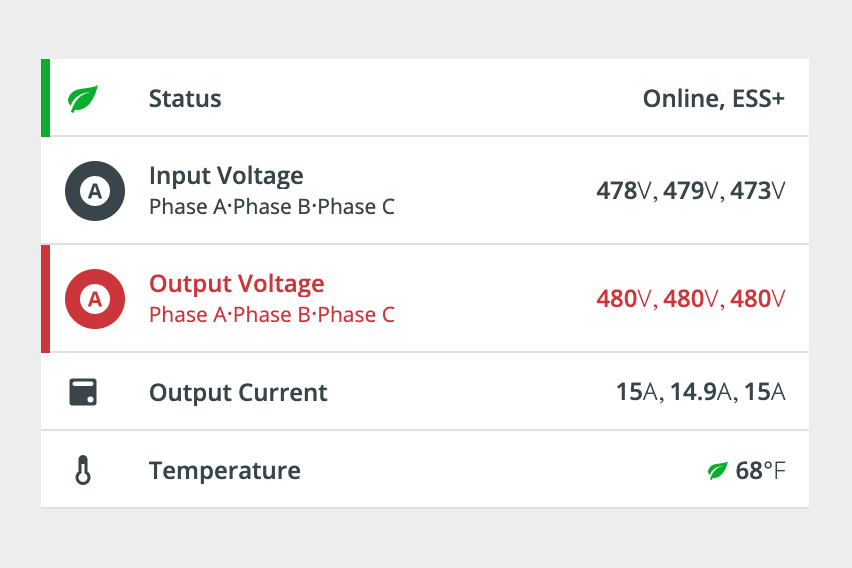 Status
Online, ESS+
A
Input Voltage
Phase A·Phase B·Phase C
478V, 479V, 473V
A
Output Voltage
Phase A·Phase B·Phase C
480V, 480V, 480V
Output Current
15A, 14.9A, 15A
Temperature
68°F